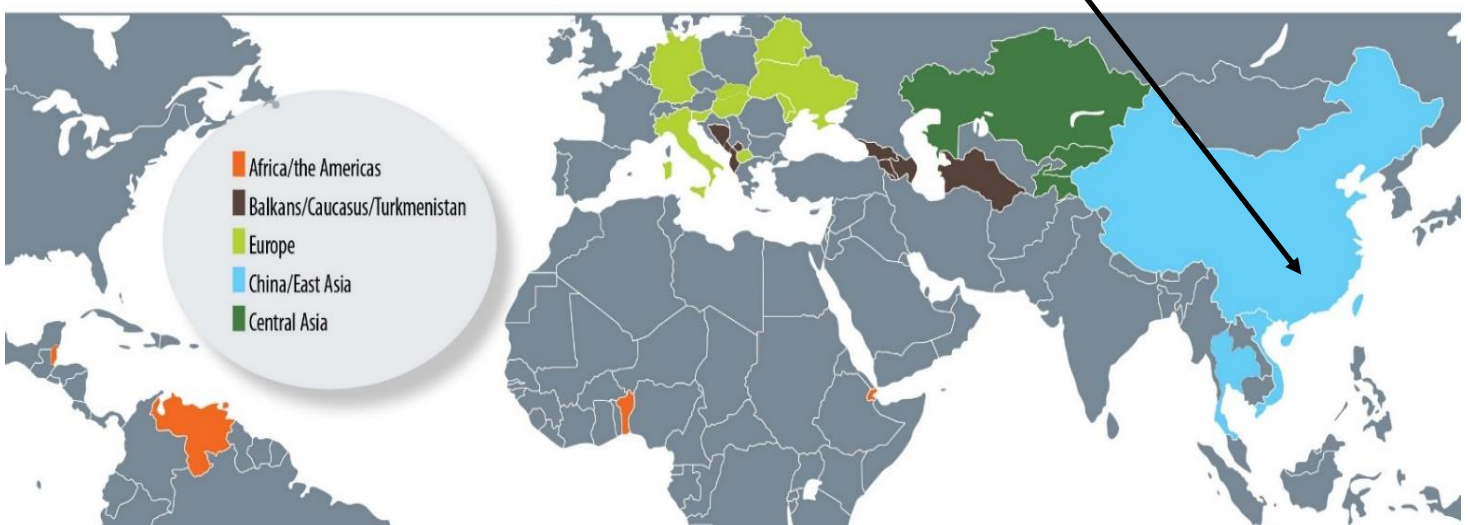 Africa/the Americas
Balkans/Caucasus/Turkmenistan
Europe
China/East Asia
Central Asia